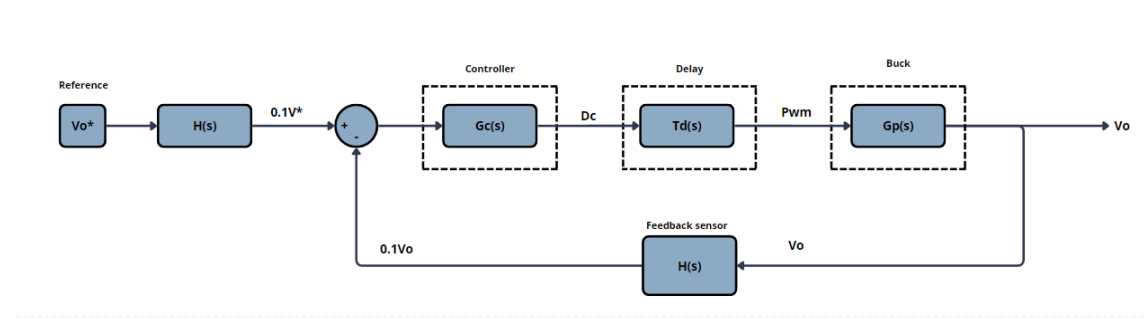 Buck
Controller
Delay
Reference
Vo*
H(s)
0.1V*
+
-
Gc(s)
Dc
Td(s)
Pwm
Gp(s)
Vo
Feedback sensor
0.1Vo
H(s)
Vo